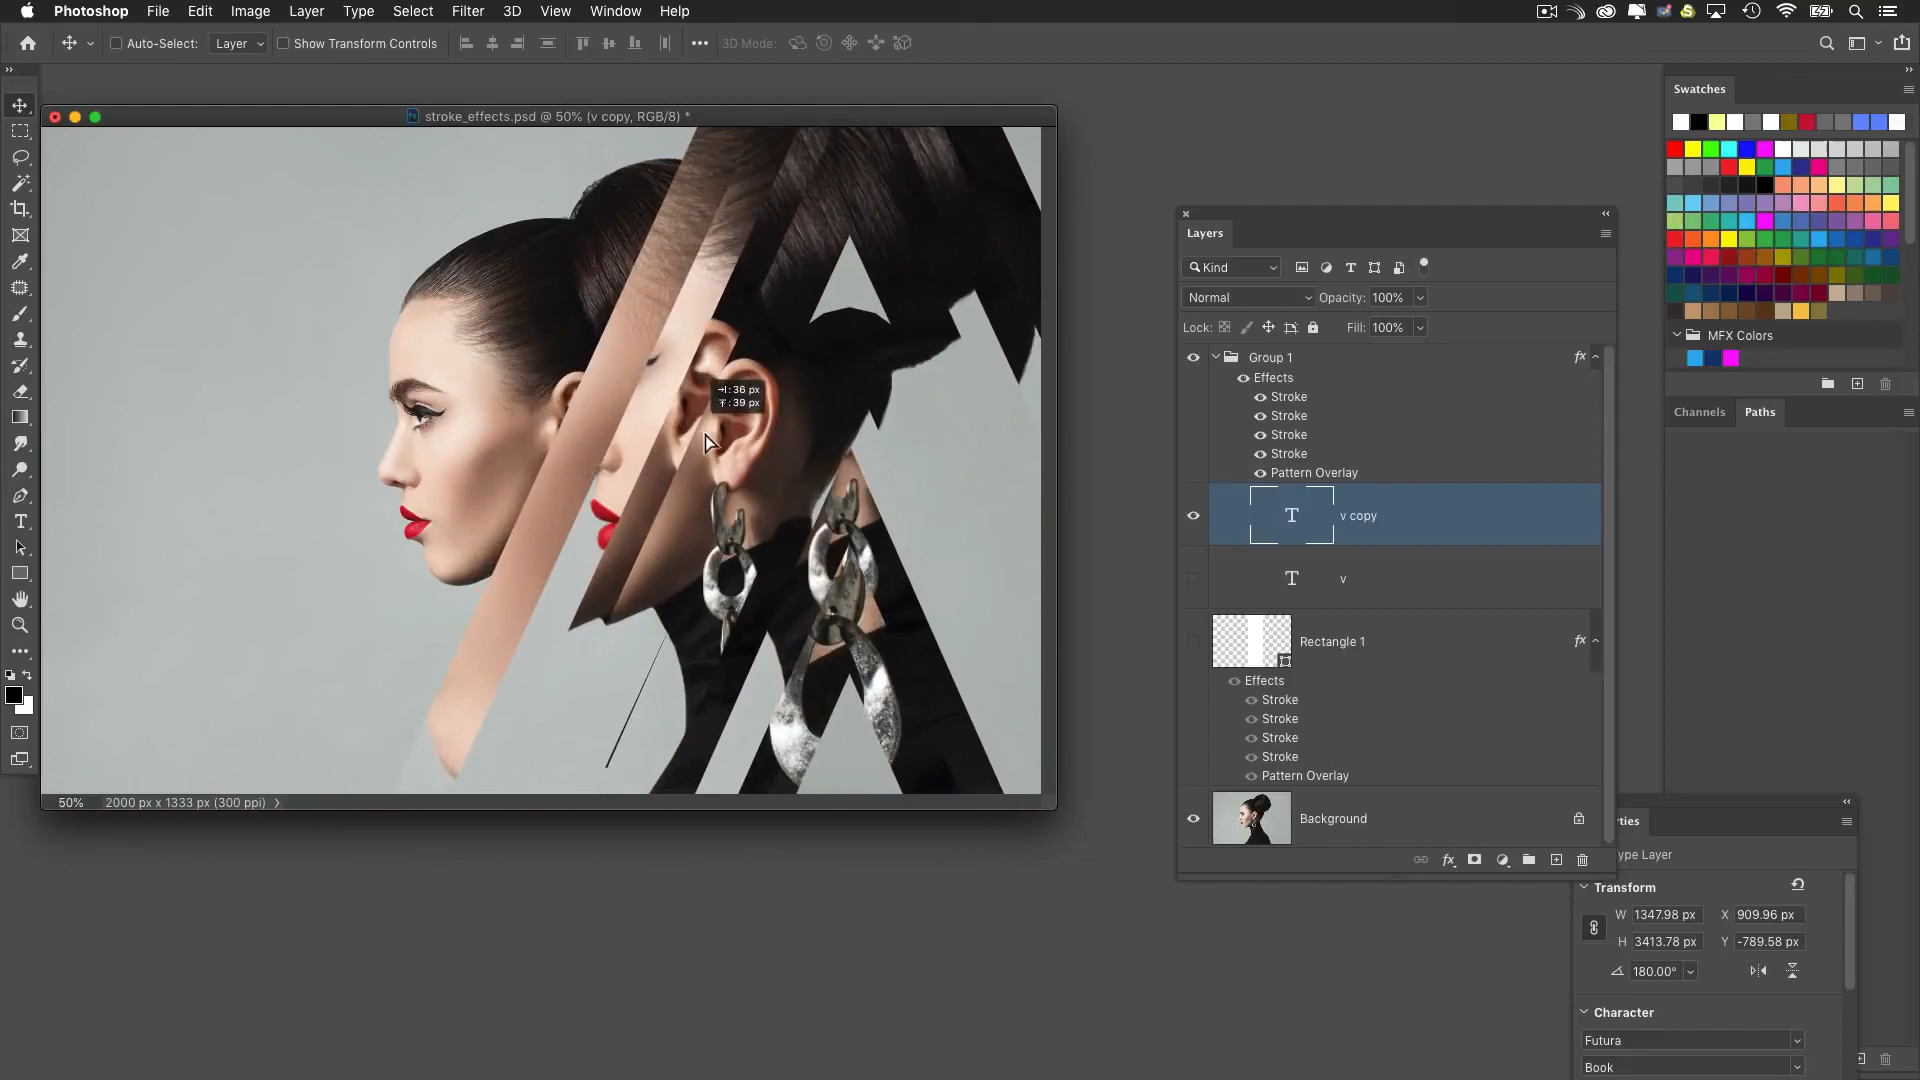 Photoshop File Edit Image Layer Type Select Filter 3D View Window Help
Auto-Select: Layer Show Transform Controls 3D Mode:
stroke_effects.psd @ 50% (v copy, RGB/8) *
36 px
39 px
50% 2000 px x 1333 px (300 ppi)
Layers
Kind
Normal Opacity: 100%
Lock: Fill: 100%
Group 1 fx
Effects
Stroke
Stroke
Stroke
Stroke
Pattern Overlay
T v copy
T v
Rectangle 1 fx
Effects
Stroke
Stroke
Stroke
Stroke
Pattern Overlay
Background
fx
Swatches
MFX Colors
Channels Paths
rties
ype Layer
Transform
W 1347.98 px X 909.96 px
H 3413.78 px Y -789.58 px
180.00°
Character
Futura
Book